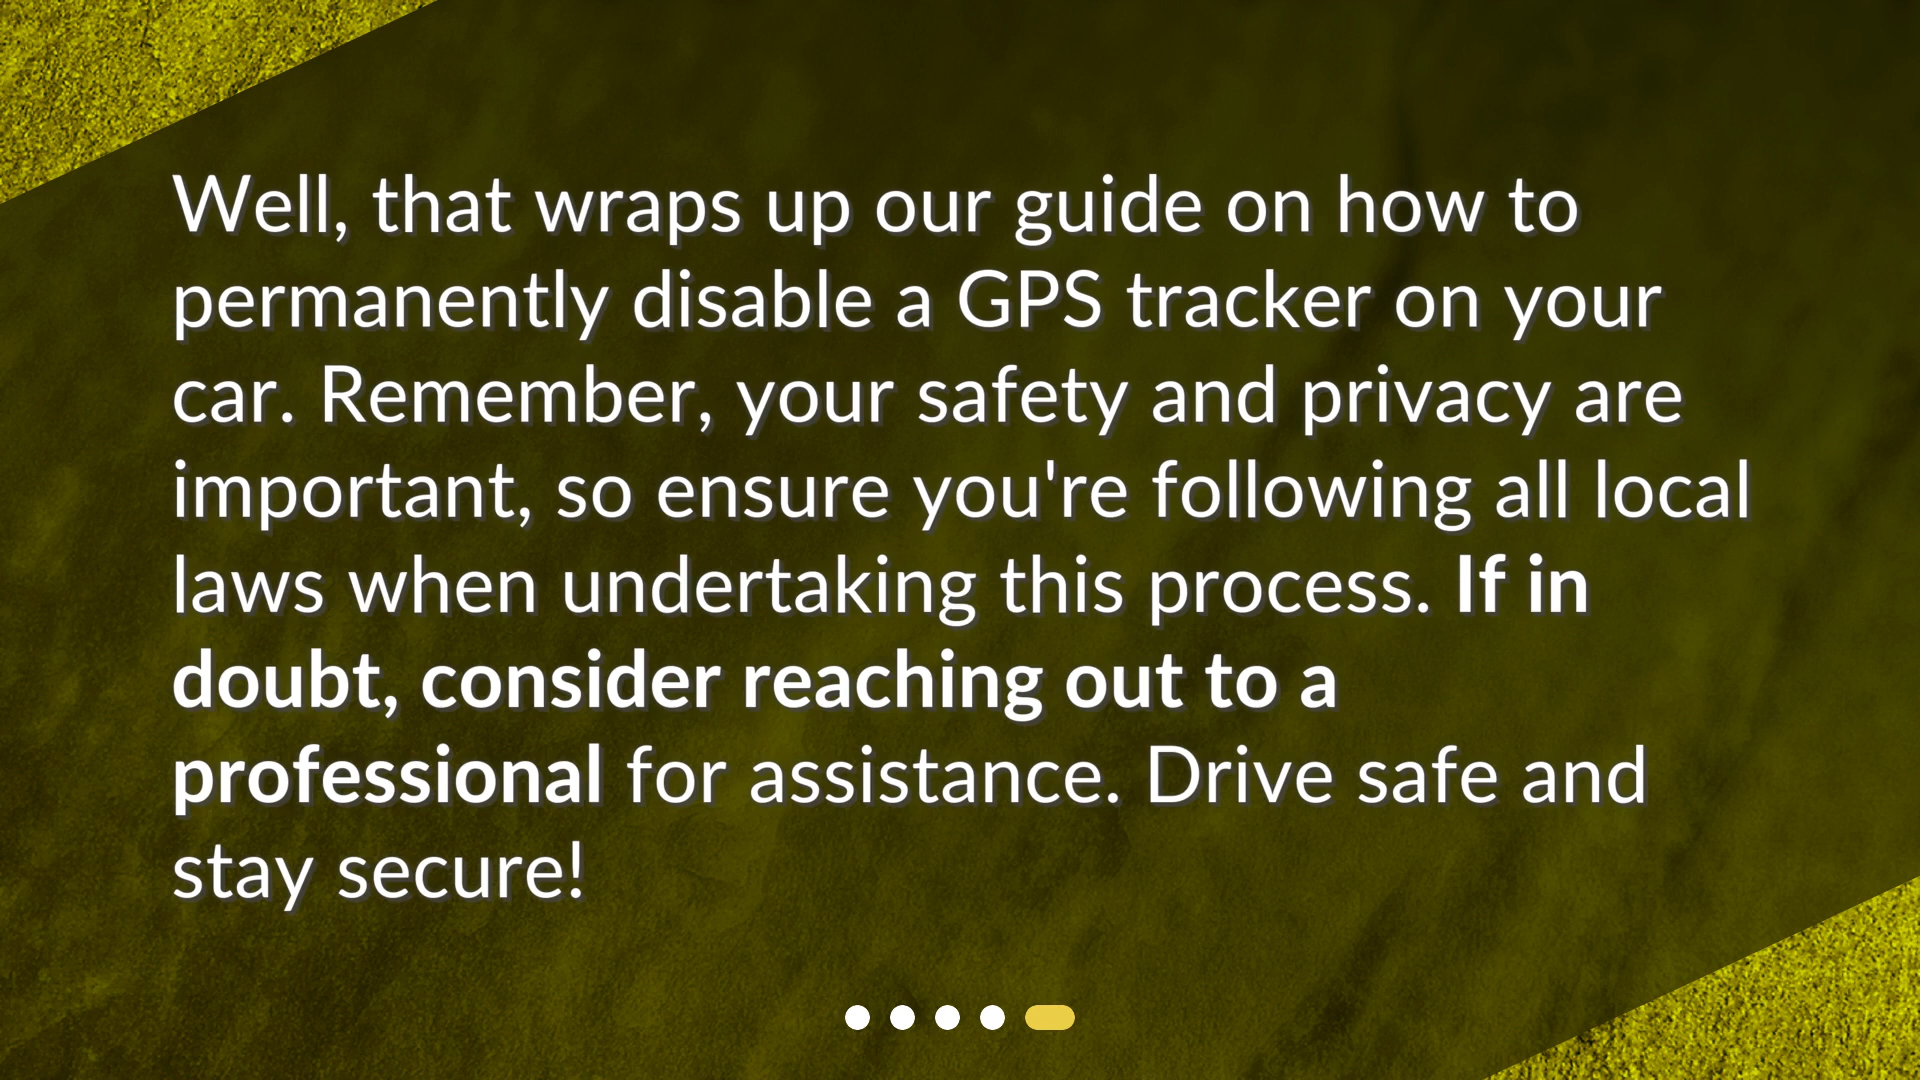 Well, that wraps up our guide on how to
permanently disable a GPS tracker on your
car. Remember, your safety and privacy are
important, so ensure you're following all local
laws when undertaking this process. If in
doubt, consider reaching out to a
professional for assistance. Drive safe and
stay secure!